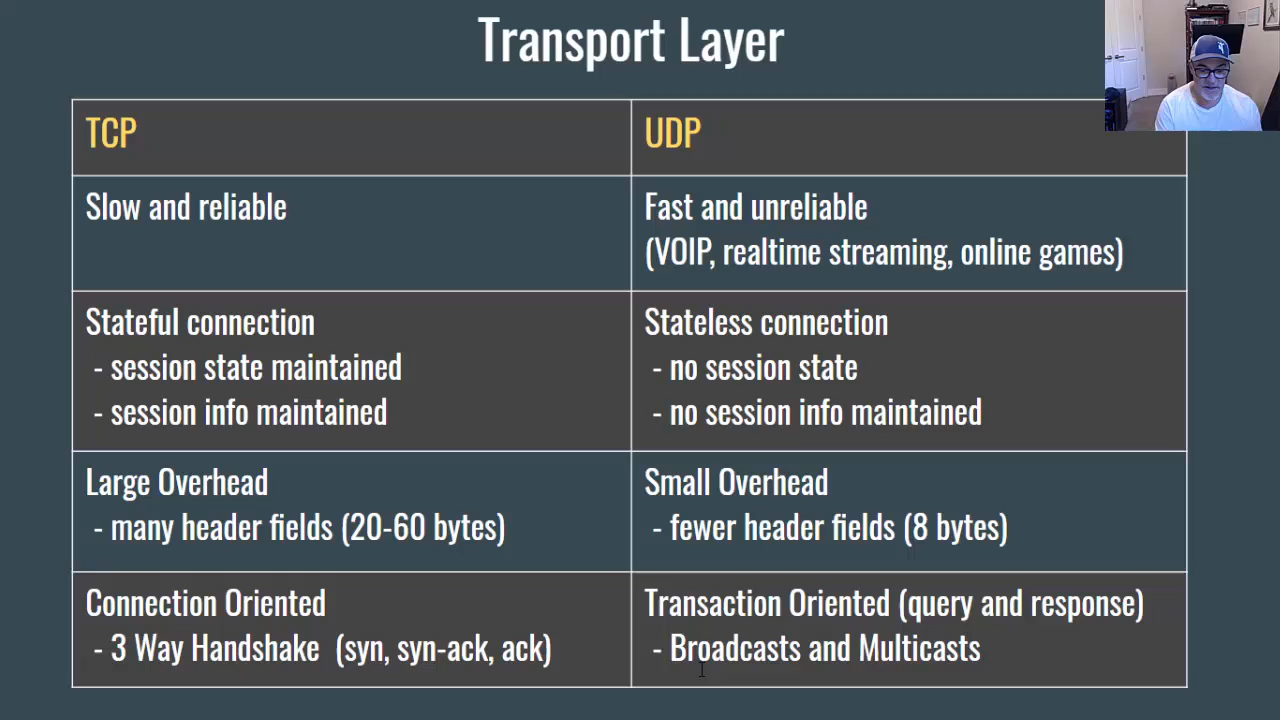 Transport Layer
TCP
UDP
Slow and reliable
Fast and unreliable
(VOIP, realtime streaming, online games)
Stateful connection
- session state maintained
- session info maintained
Stateless connection
- no session state
- no session info maintained
Large Overhead
- many header fields (20-60 bytes)
Small Overhead
- fewer header fields (8 bytes)
Connection Oriented
- 3 Way Handshake (syn, syn-ack, ack)
Transaction Oriented (query and response)
- Broadcasts and Multicasts